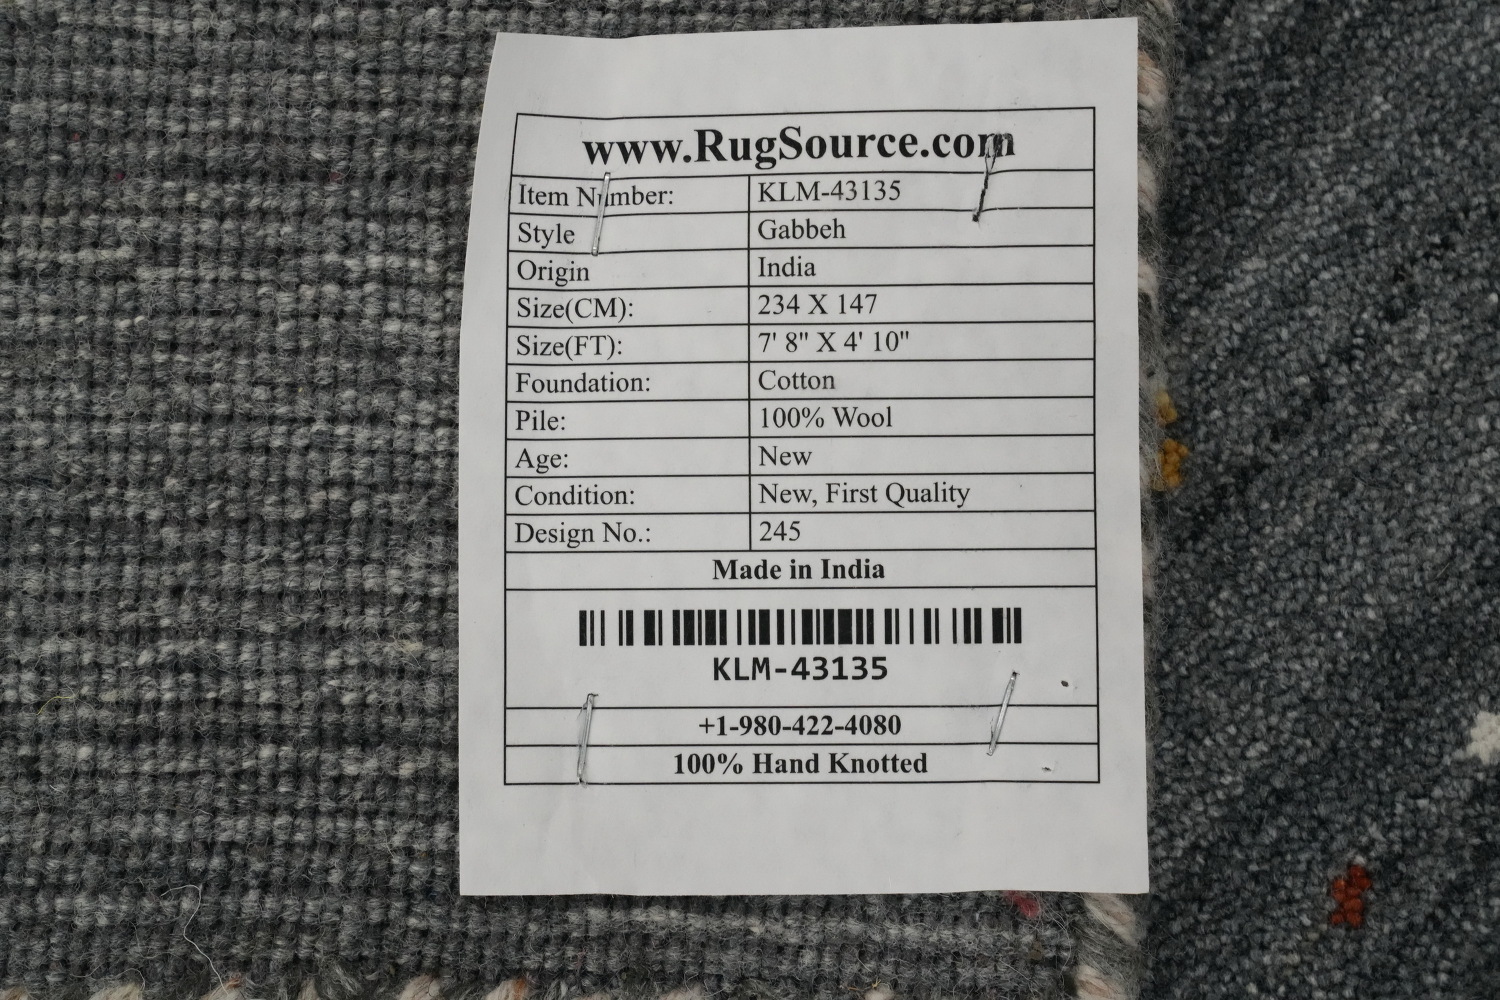 www.RugSource.com
Item Number: KLM-43135
Style Gabbeh
Origin India
Size(CM): 234 X 147
Size(FT): 7' 8" X 4' 10"
Foundation: Cotton
Pile: 100% Wool
Age: New
Condition: New, First Quality
Design No.: 245
Made in India
KLM-43135
+1-980-422-4080
100% Hand Knotted